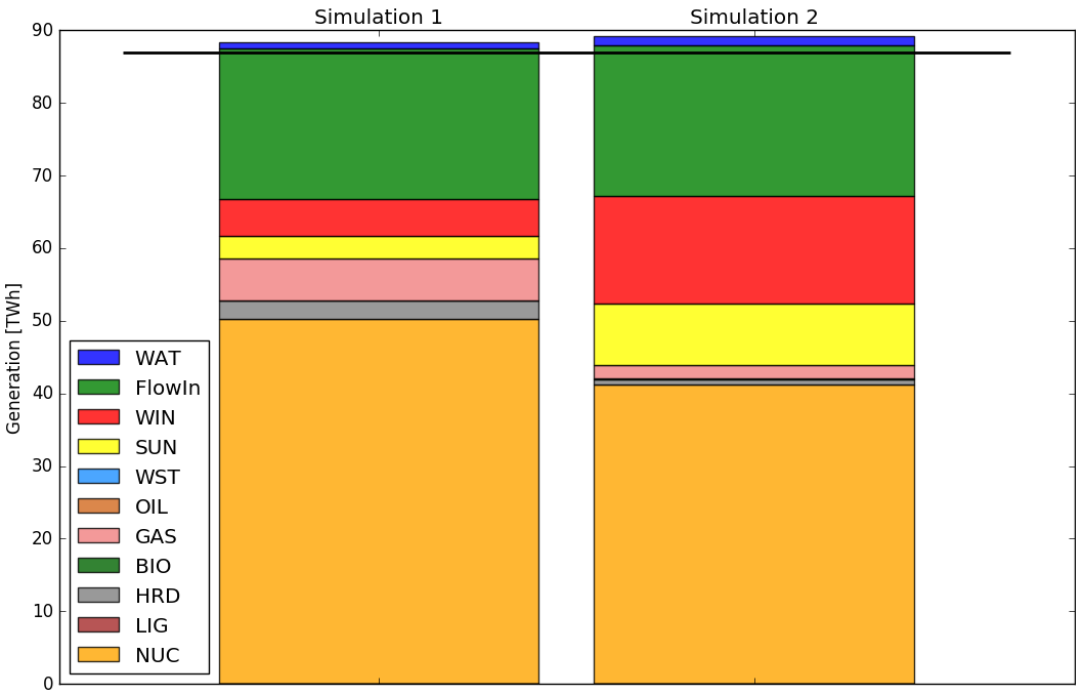 Simulation 1
Simulation 2
Generation [TWh]
90
80
70
60
50
40
30
20
10
0
WAT
FlowIn
WIN
SUN
WST
OIL
GAS
BIO
HRD
LIG
NUC